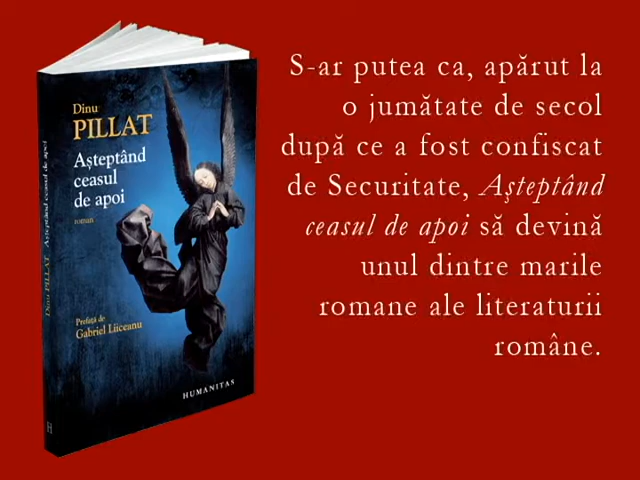 Dinu
PILLAT
Așteptând
ceasul
de apoi
roman
Prefață de
Gabriel Liiceanu
HUMANITAS
Dinu PILLAT Așteptând ceasul de apoi
H
S-ar putea ca, apărut la
o jumătate de secol
după ce a fost confiscat
de Securitate, Aşteptând
ceasul de apoi să devină
unul dintre marile
romane ale literaturii
române.